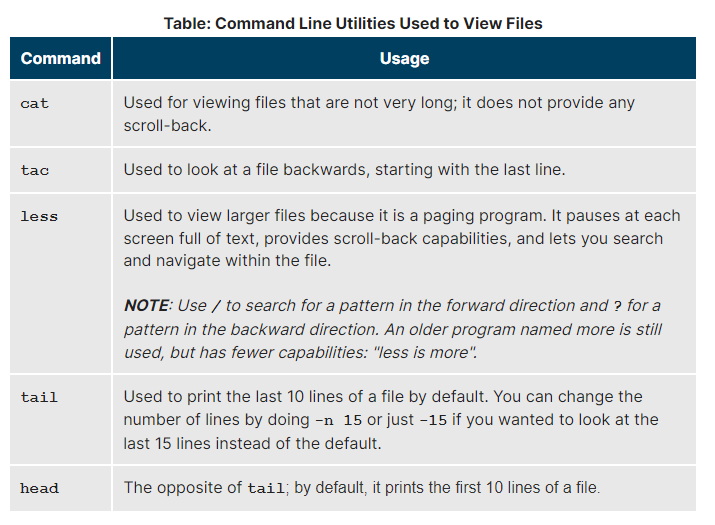 Table: Command Line Utilities Used to View Files
Command Usage
cat Used for viewing files that are not very long; it does not provide any
scroll-back.
tac Used to look at a file backwards, starting with the last line.
less Used to view larger files because it is a paging program. It pauses at each
screen full of text, provides scroll-back capabilities, and lets you search
and navigate within the file.
NOTE: Use / to search for a pattern in the forward direction and ? for a
pattern in the backward direction. An older program named more is still
used, but has fewer capabilities: "less is more".
tail Used to print the last 10 lines of a file by default. You can change the
number of lines by doing -n 15 or just -15 if you wanted to look at the
last 15 lines instead of the default.
head The opposite of tail; by default, it prints the first 10 lines of a file.